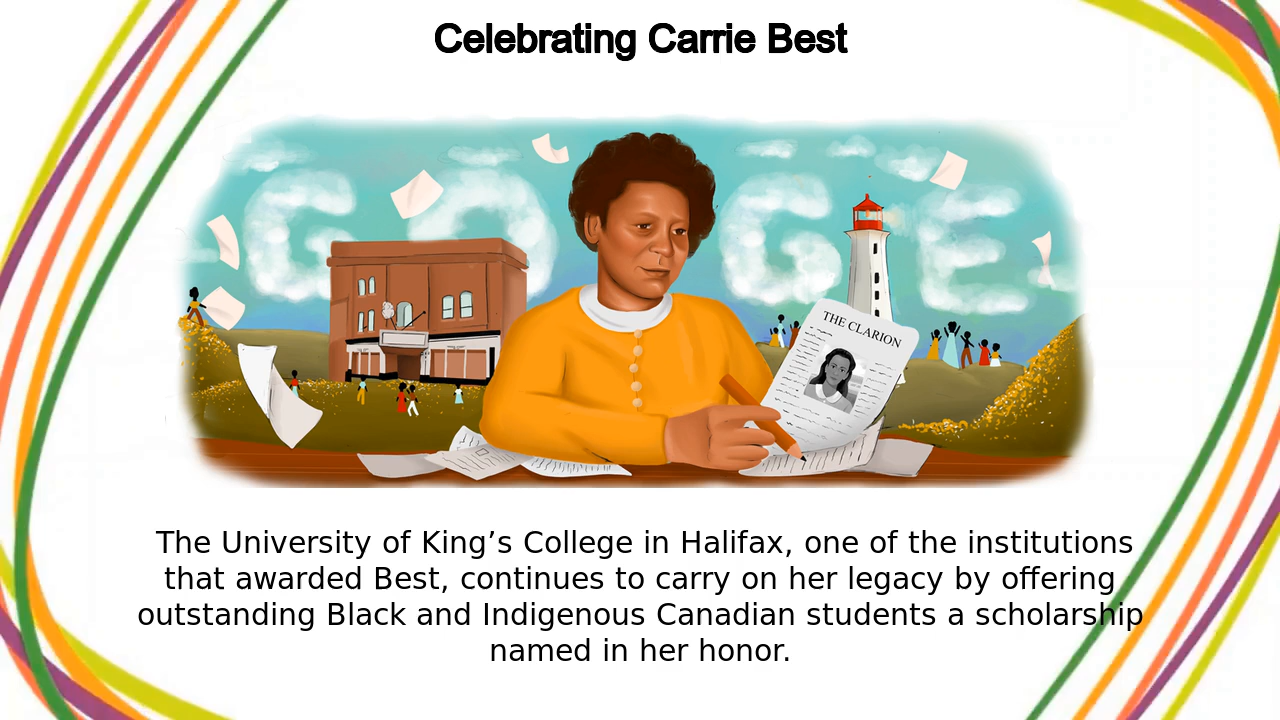 Celebrating Carrie Best
G O G E
THE CLARION
The University of King’s College in Halifax, one of the institutions
that awarded Best, continues to carry on her legacy by offering
outstanding Black and Indigenous Canadian students a scholarship
named in her honor.